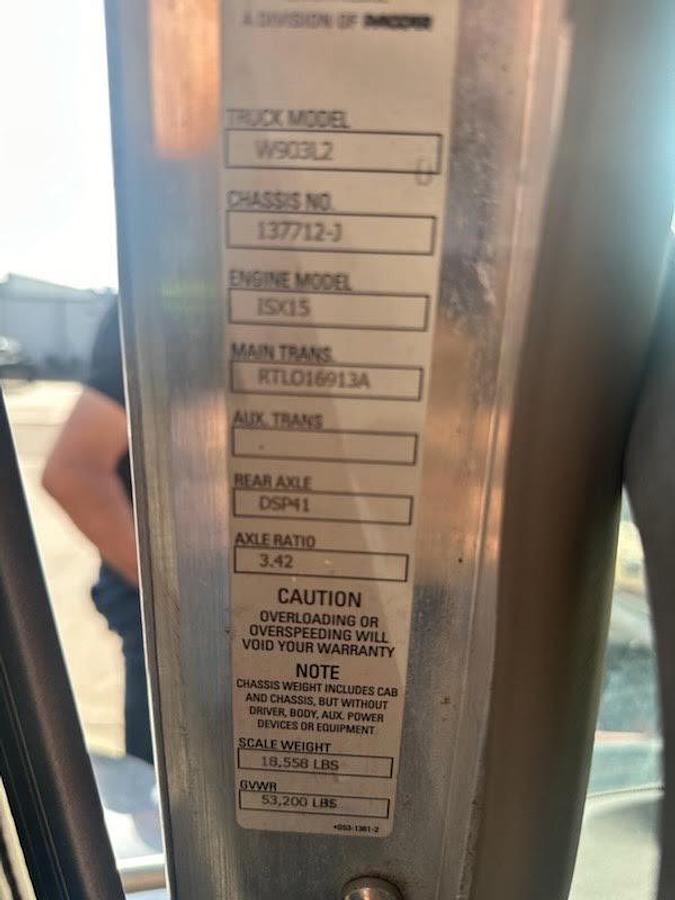 A DIVISION OF PACCAR
TRUCK MODEL
W903L2
CHASSIS NO.
137712-J
ENGINE MODEL
ISX15
MAIN TRANS.
RTLO16913A
AUX. TRANS
REAR AXLE
DSP41
AXLE RATIO
3.42
CAUTION
OVERLOADING OR
OVERSPEEDING WILL
VOID YOUR WARRANTY
NOTE
CHASSIS WEIGHT INCLUDES CAB
AND CHASSIS, BUT WITHOUT
DRIVER, BODY, AUX. POWER
DEVICES OR EQUIPMENT
SCALE WEIGHT
18,558 LBS
GVWR
53,200 LBS